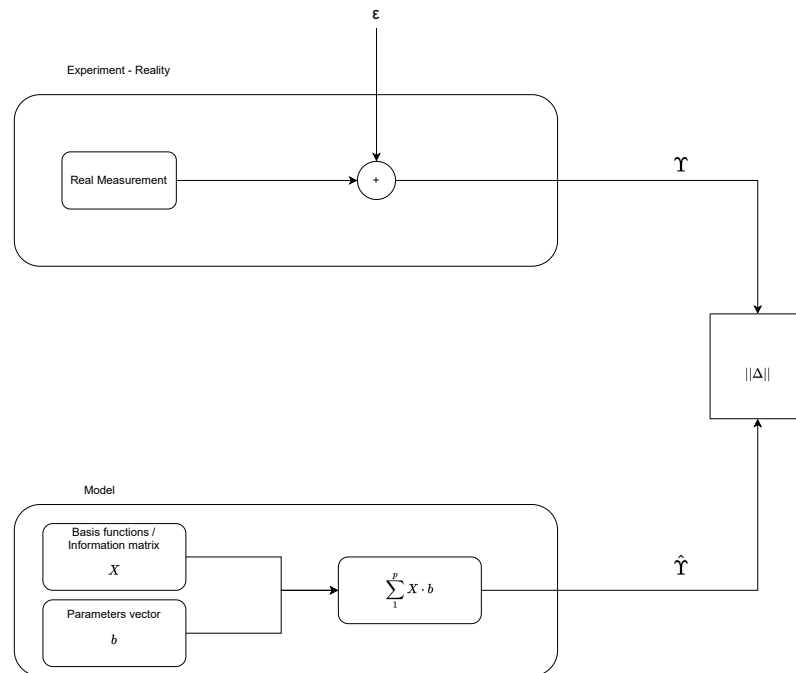 ε
Experiment - Reality
Real Measurement
+
ϒ
||Δ||
Model
Basis functions /
Information matrix
X
Parameters vector
b
p
∑ X · b
1
ϒ̂